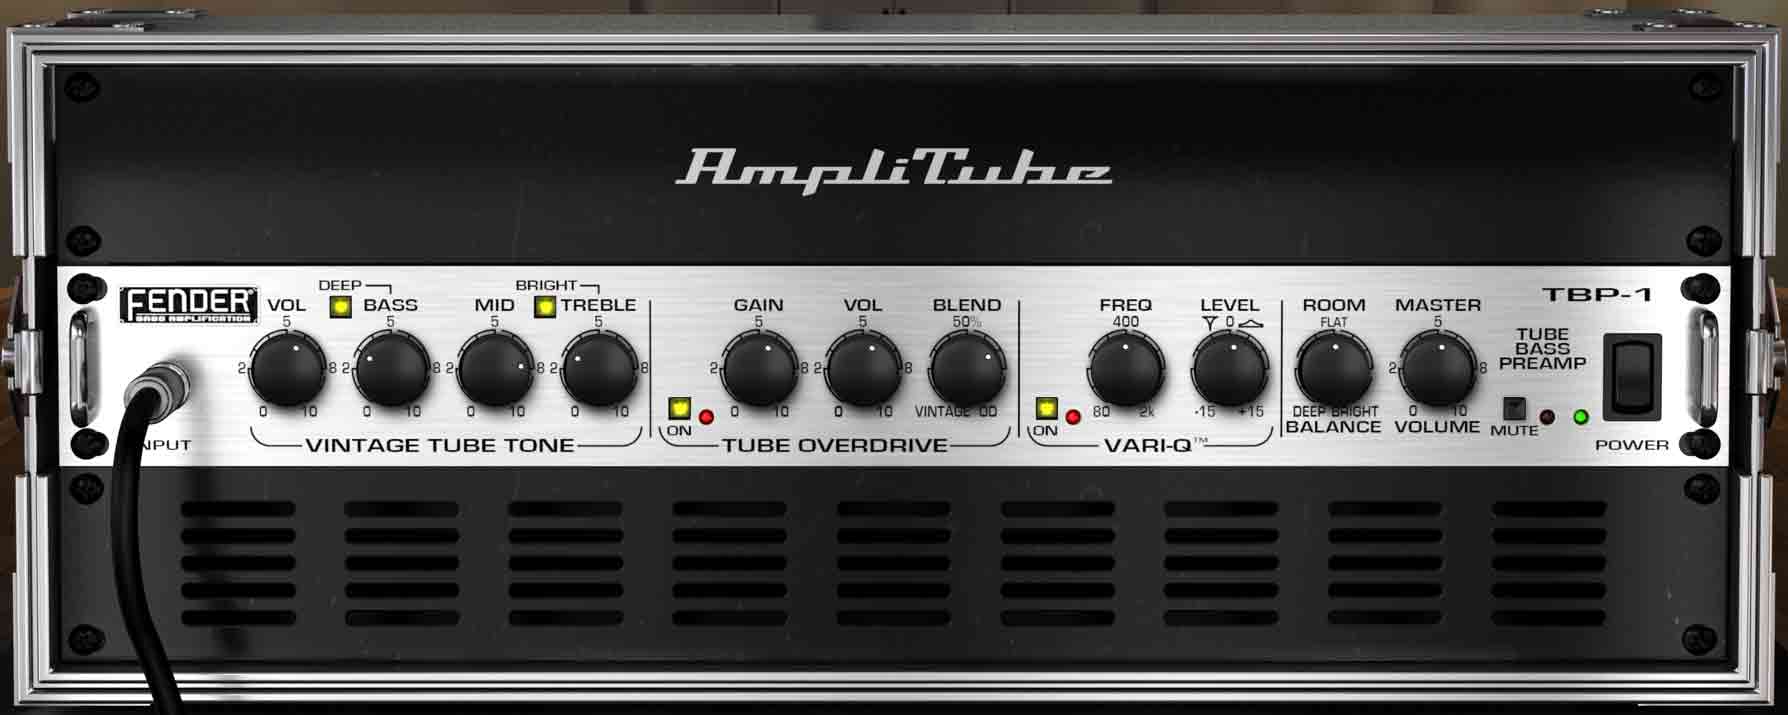 AmpliTube
FENDER®
BASS AMPLIFICATION
INPUT
DEEP
BRIGHT
VOL
BASS
MID
TREBLE
5
5
5
5
2
8
2
8
2
8
2
8
0 10
0 10
0 10
0 10
VINTAGE TUBE TONE
GAIN
VOL
BLEND
5
5
50%
2
8
2
8
0 10
0 10
VINTAGE OD
ON
TUBE OVERDRIVE
FREQ
LEVEL
400
0
80 2k
-15 +15
ON
VARI-Q™
ROOM
FLAT
DEEP BRIGHT
BALANCE
MASTER
5
2
8
0 10
VOLUME
TBP-1
TUBE
BASS
PREAMP
MUTE
POWER